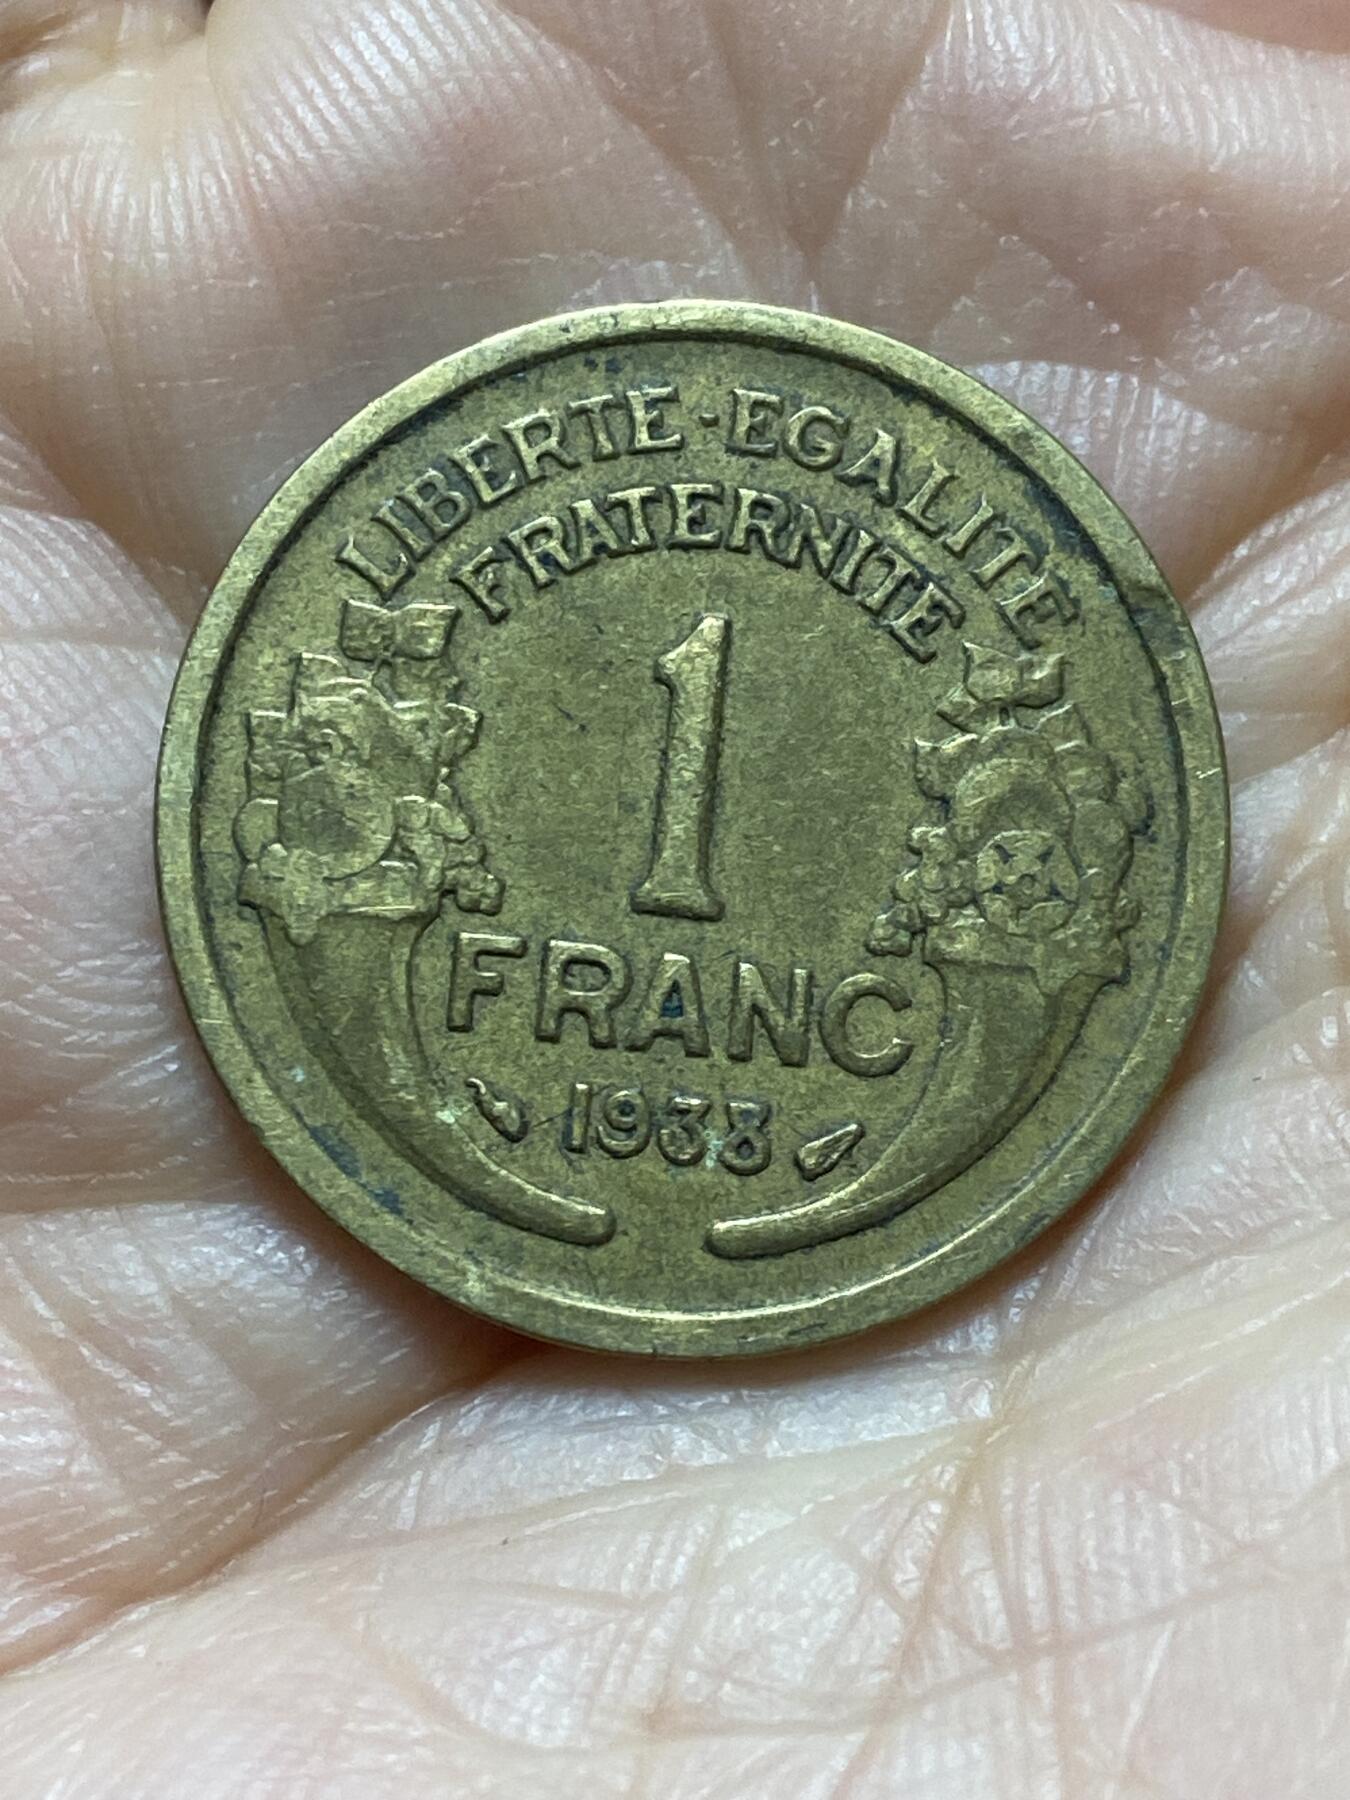 LIBERTE·EGALITE
FRATERNITE
1
FRANC
1938